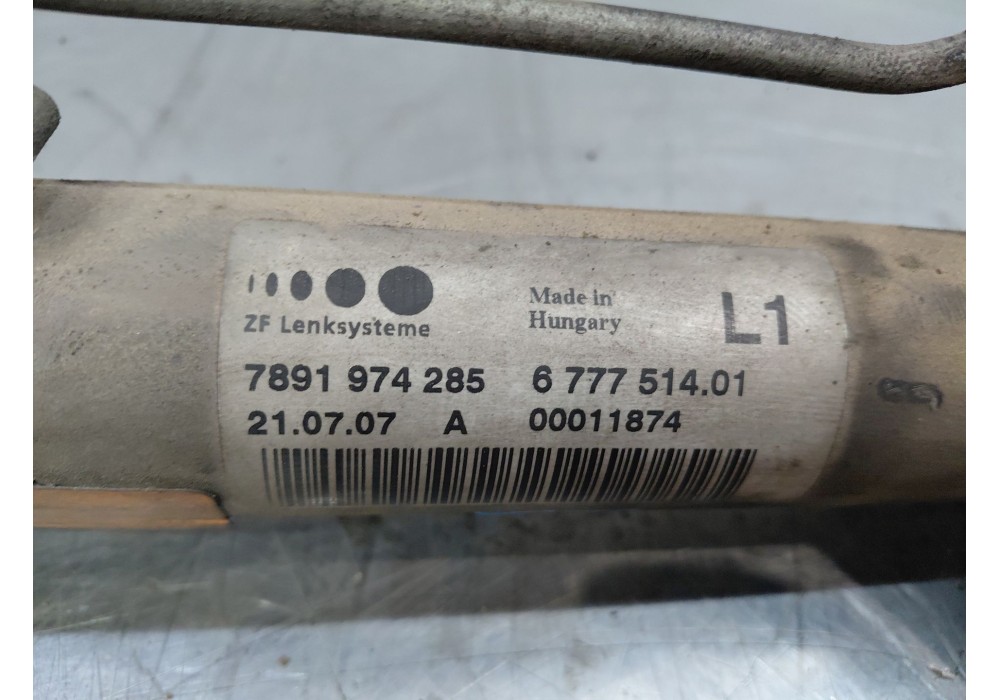 ZF Lenksysteme
Made in
Hungary
L1
7891 974 285 6 777 514.01
21.07.07 A 00011874